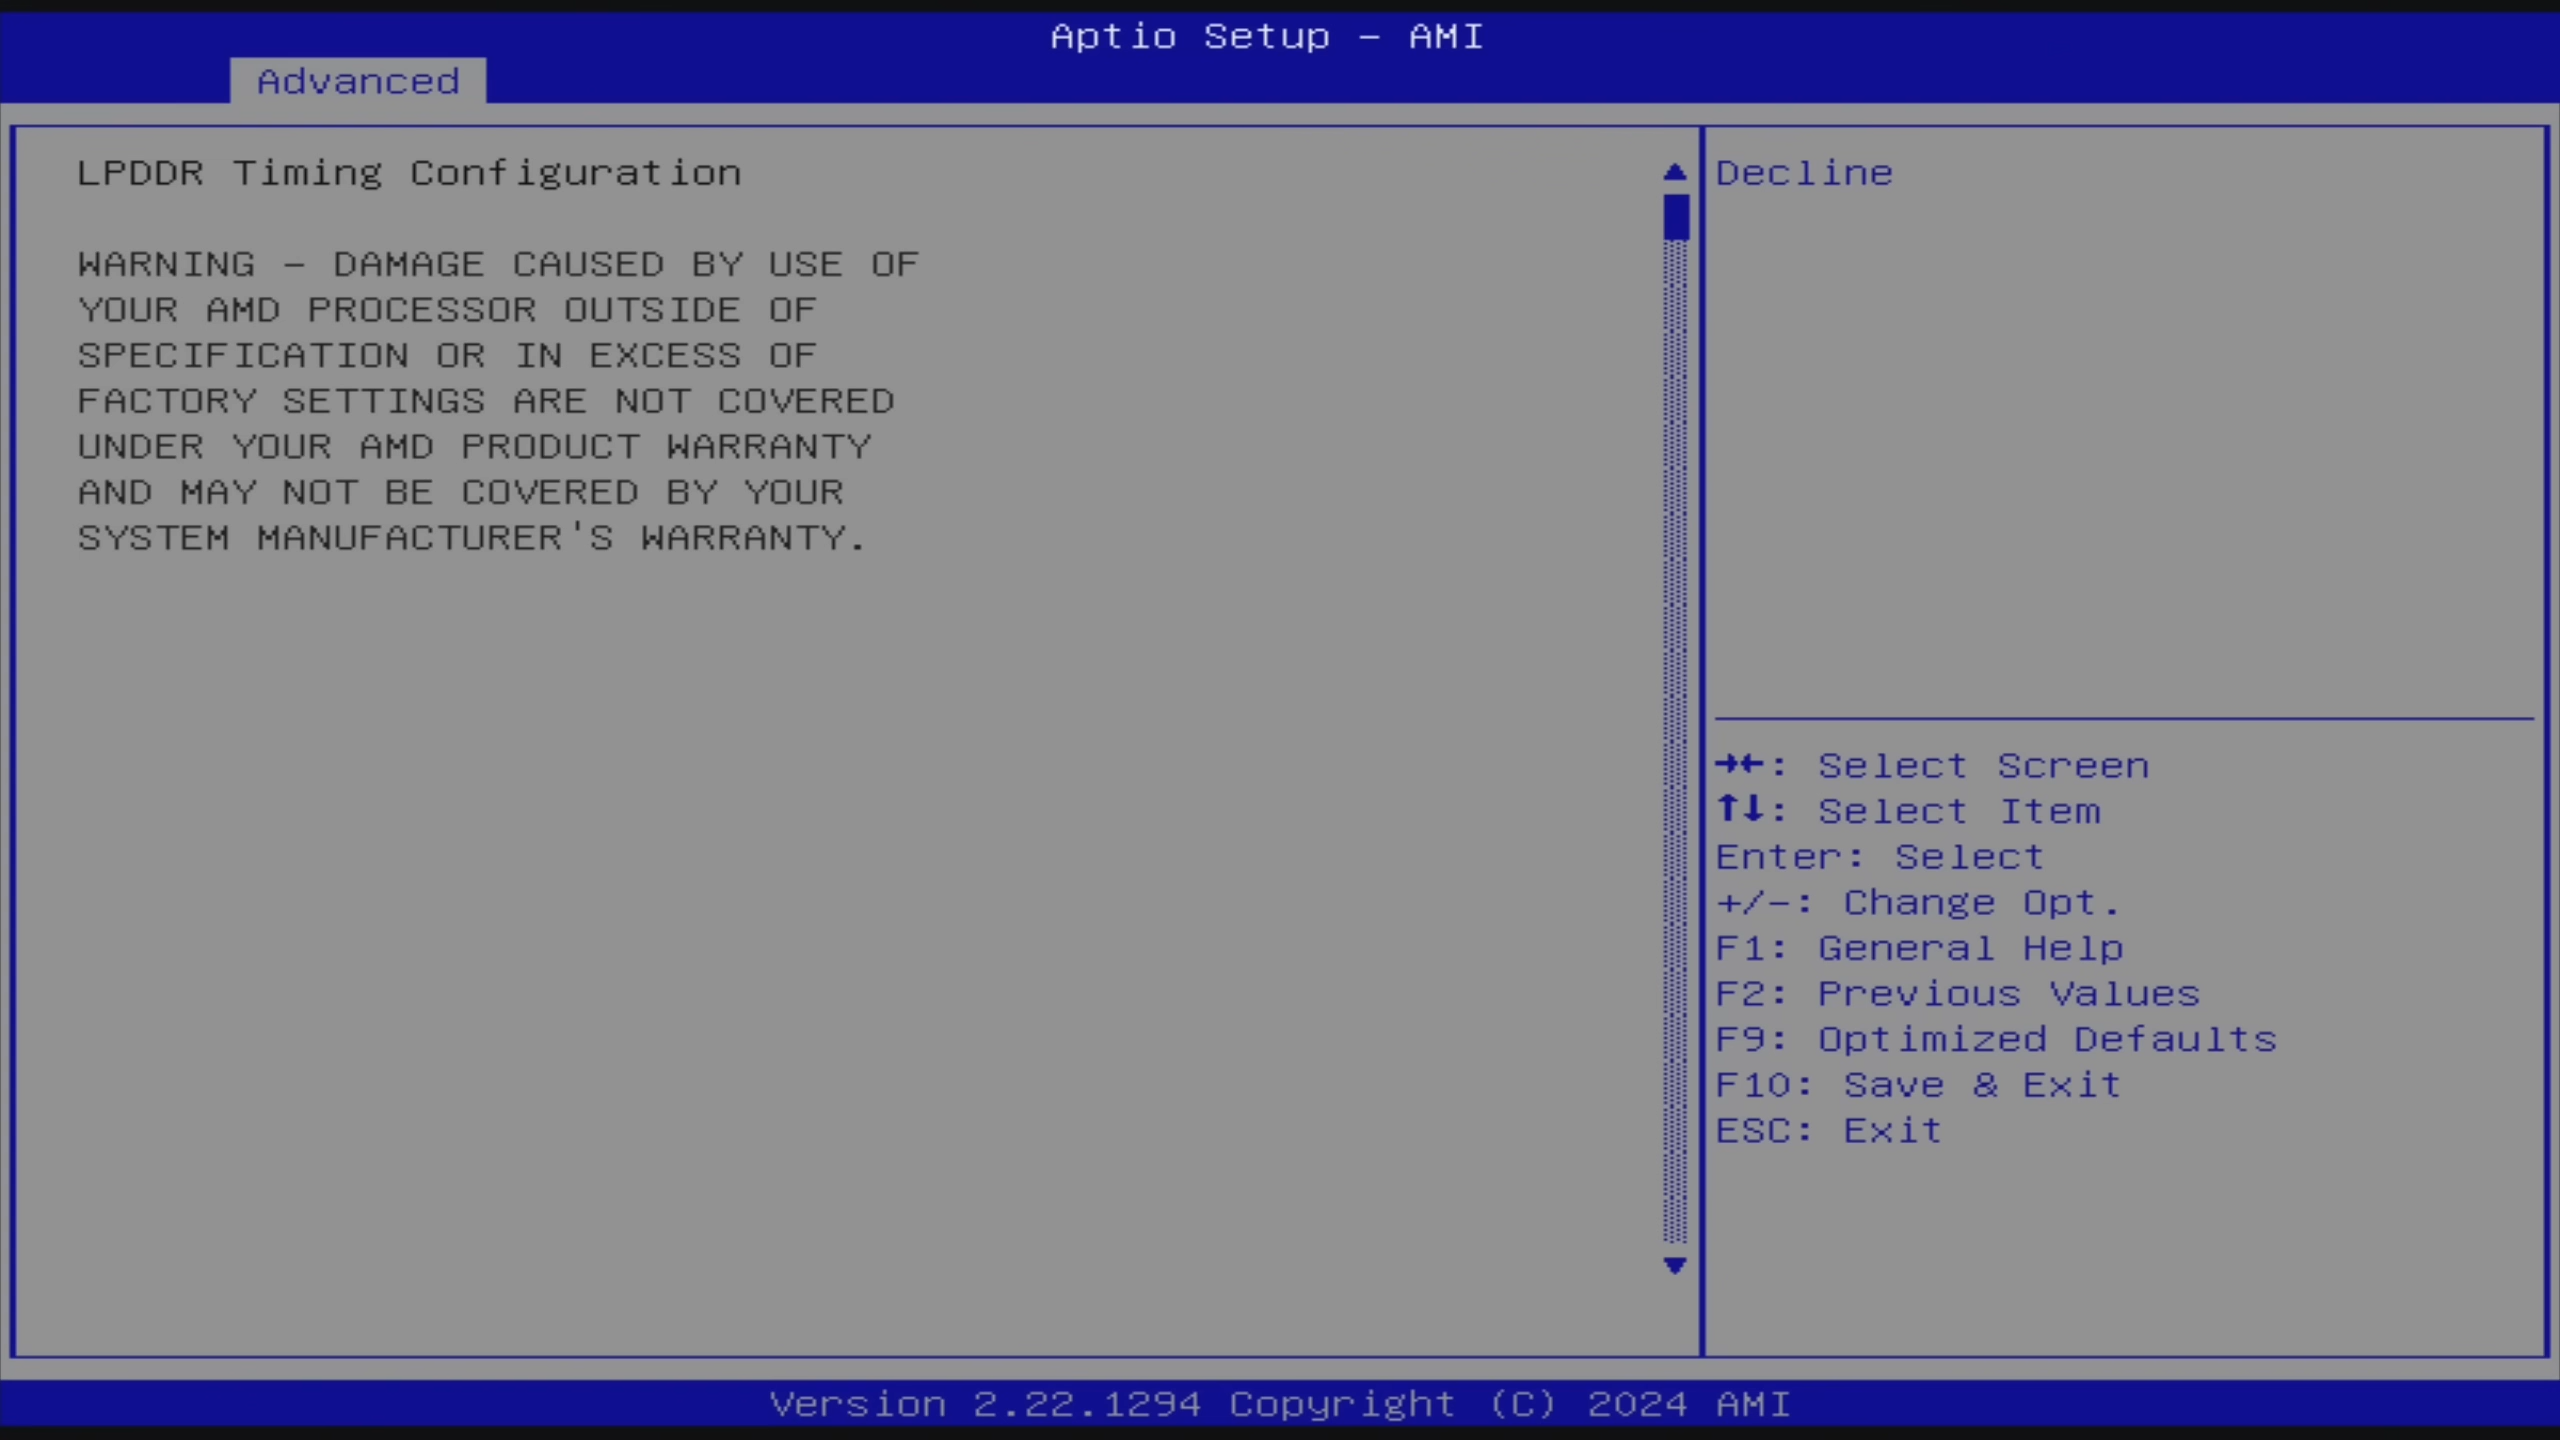 Aptio Setup – AMI
Advanced
LPDDR Timing Configuration
WARNING – DAMAGE CAUSED BY USE OF
YOUR AMD PROCESSOR OUTSIDE OF
SPECIFICATION OR IN EXCESS OF
FACTORY SETTINGS ARE NOT COVERED
UNDER YOUR AMD PRODUCT WARRANTY
AND MAY NOT BE COVERED BY YOUR
SYSTEM MANUFACTURER'S WARRANTY.
Decline
→←: Select Screen
↑↓: Select Item
Enter: Select
+/-: Change Opt.
F1: General Help
F2: Previous Values
F9: Optimized Defaults
F10: Save & Exit
ESC: Exit
Version 2.22.1294 Copyright (C) 2024 AMI